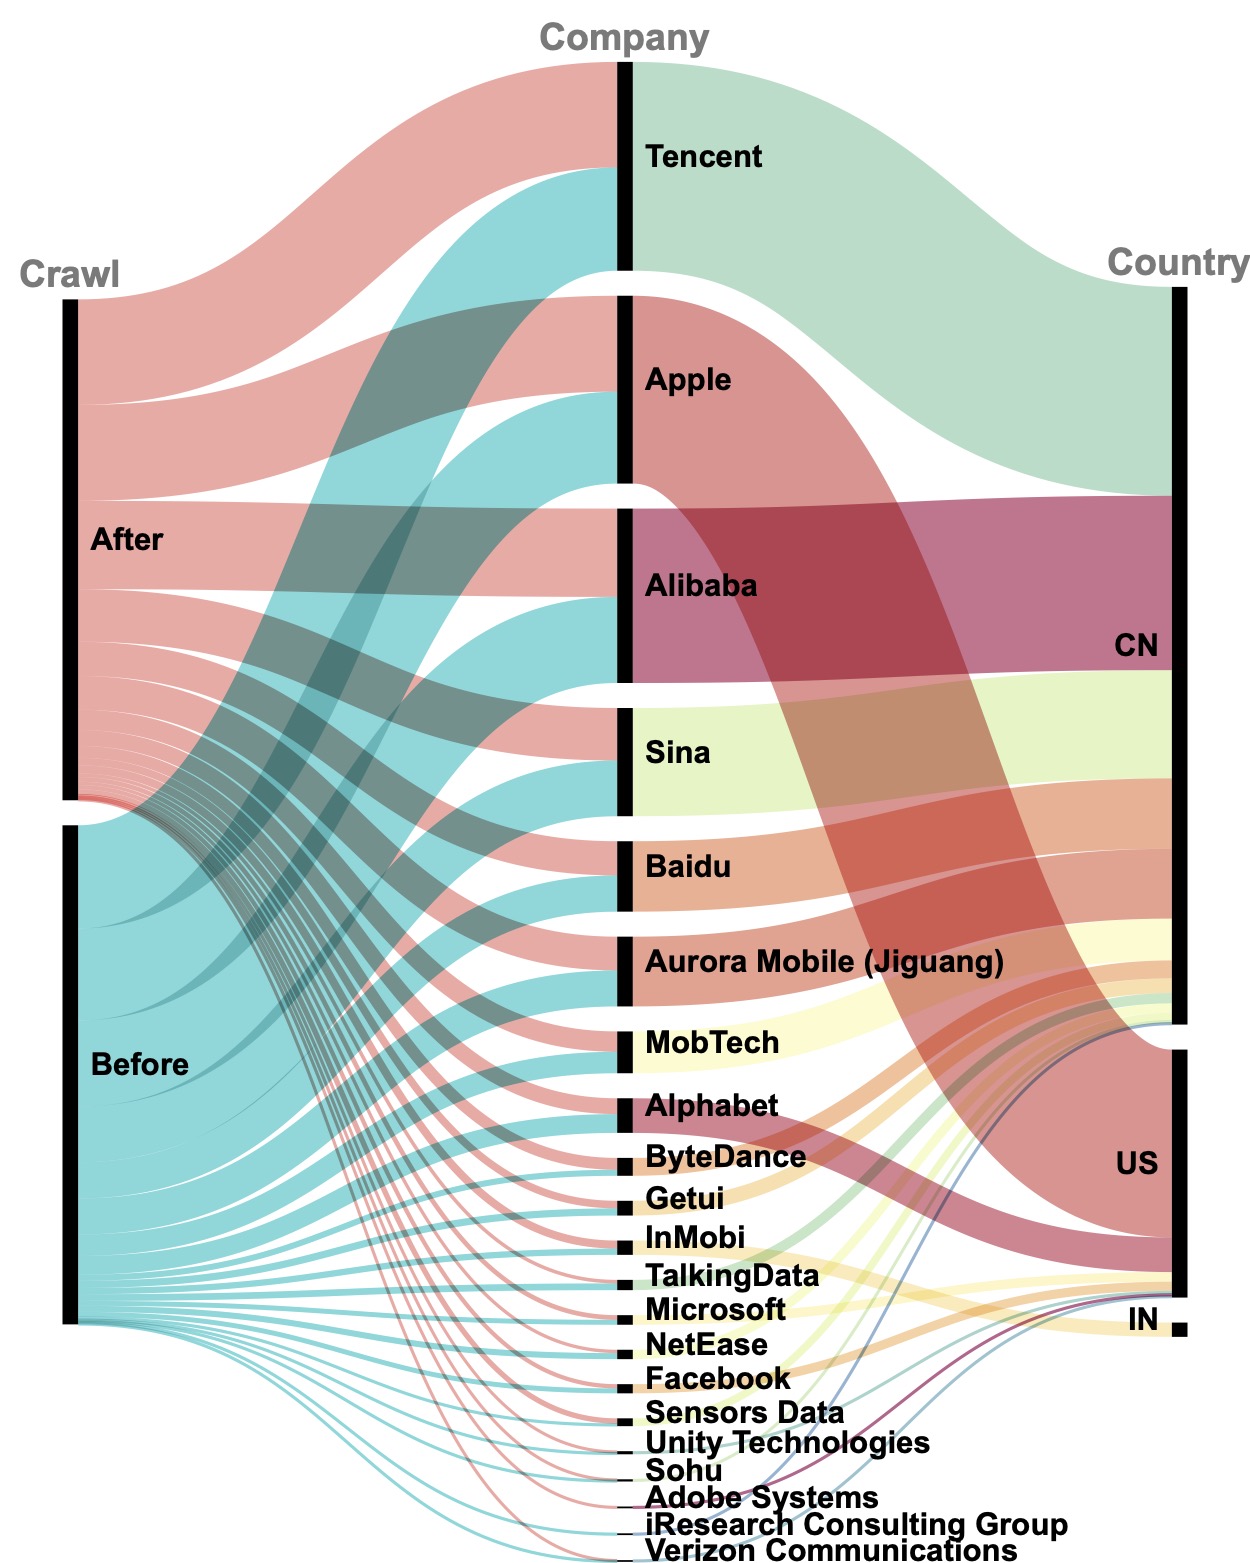 Company
Crawl
Country
Tencent
Apple
After
Alibaba
CN
Sina
Baidu
Aurora Mobile (Jiguang)
MobTech
Before
Alphabet
ByteDance
US
Getui
InMobi
TalkingData
Microsoft
IN
NetEase
Facebook
Sensors Data
Unity Technologies
Sohu
Adobe Systems
iResearch Consulting Group
Verizon Communications